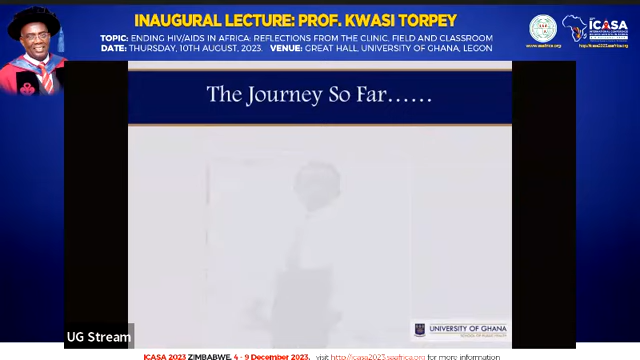 INAUGURAL LECTURE: PROF. KWASI TORPEY
TOPIC: ENDING HIV/AIDS IN AFRICA: REFLECTIONS FROM THE CLINIC, FIELD AND CLASSROOM
DATE: THURSDAY, 10TH AUGUST, 2023. VENUE: GREAT HALL, UNIVERSITY OF GHANA, LEGON
ICASA
The Journey So Far......
UNIVERSITY OF GHANA
UG Stream
ICASA 2023 ZIMBABWE, 4 - 9 December 2023, visit http://icasa2023.saafrica.org for more information